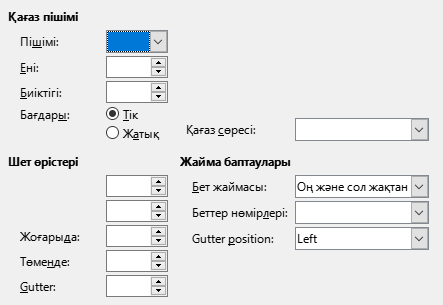 Қағаз пішімі
Пішімі:
Ені:
Биіктігі:
Бағдары:
Тік
Жатық
Қағаз сөресі:
Шет өрістері
Жайма баптаулары
Бет жаймасы:
Оң және сол жақтан
Беттер нөмірлері:
Жоғарыда:
Gutter position:
Left
Төменде:
Gutter: